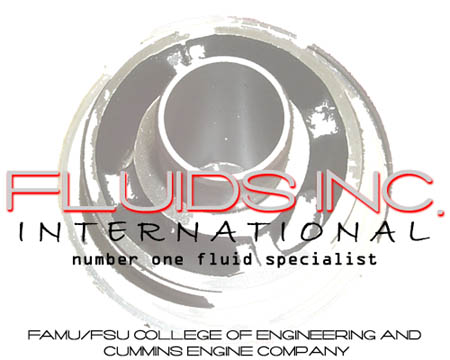 FLUIDS INC.
INTERNATIONAL
number one fluid specialist
FAMU/FSU COLLEGE OF ENGINEERING AND
CUMMINS ENGINE COMPANY